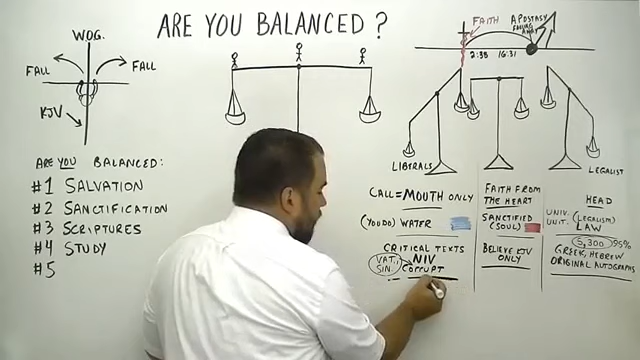 ARE YOU BALANCED?
WOG.
FALL
FALL
KJV
ARE YOU BALANCED:
#1 SALVATION
#2 SANCTIFICATION
#3 SCRIPTURES
#4 STUDY
#5
FAITH
APOSTASY
FALLING
AWAY
2:38
16:31
LIBERALS
LEGALIST
CALL=MOUTH ONLY
(YOU DO) WATER
CRITICAL TEXTS
VAT.,
SIN.
NIV
CORRUPT
FAITH FROM
THE HEART
SANCTIFIED
(SOUL)
BELIEVE KJV
ONLY
HEAD
UNIV. (LEGALISM)
UNIT. LAW
5,300 95%
GREEK, HEBREW
ORIGINAL AUTOGRAPHS